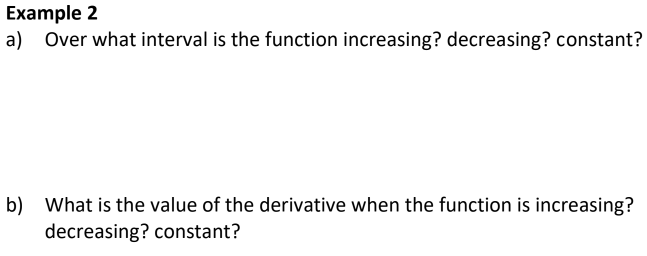 Example 2
a) Over what interval is the function increasing? decreasing? constant?
b) What is the value of the derivative when the function is increasing?
decreasing? constant?